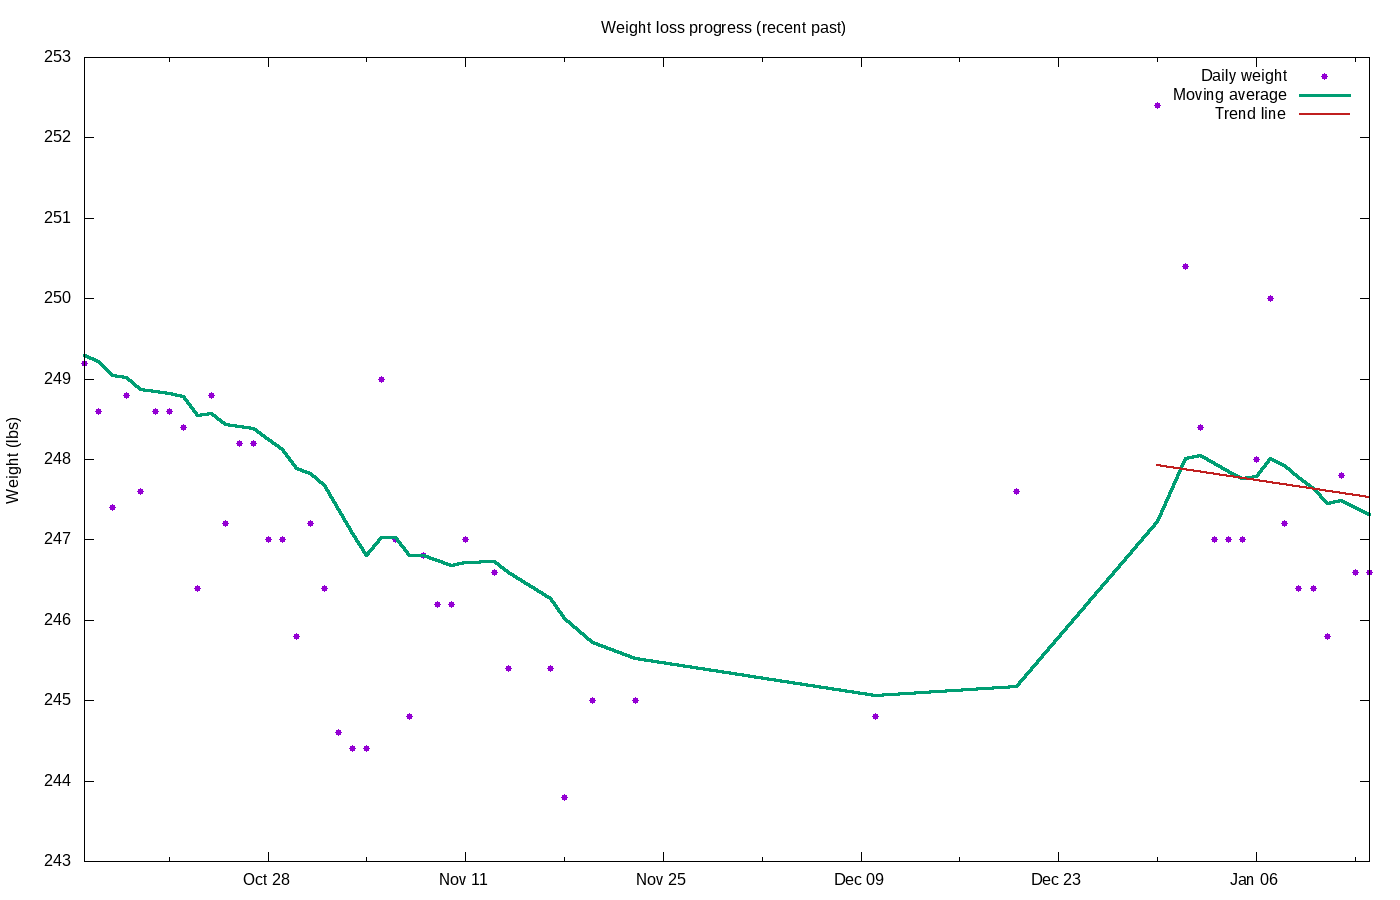 Weight loss progress (recent past)
253
252
251
250
249
248
247
246
245
244
243
Weight (lbs)
Daily weight
Moving average
Trend line
Oct 28
Nov 11
Nov 25
Dec 09
Dec 23
Jan 06